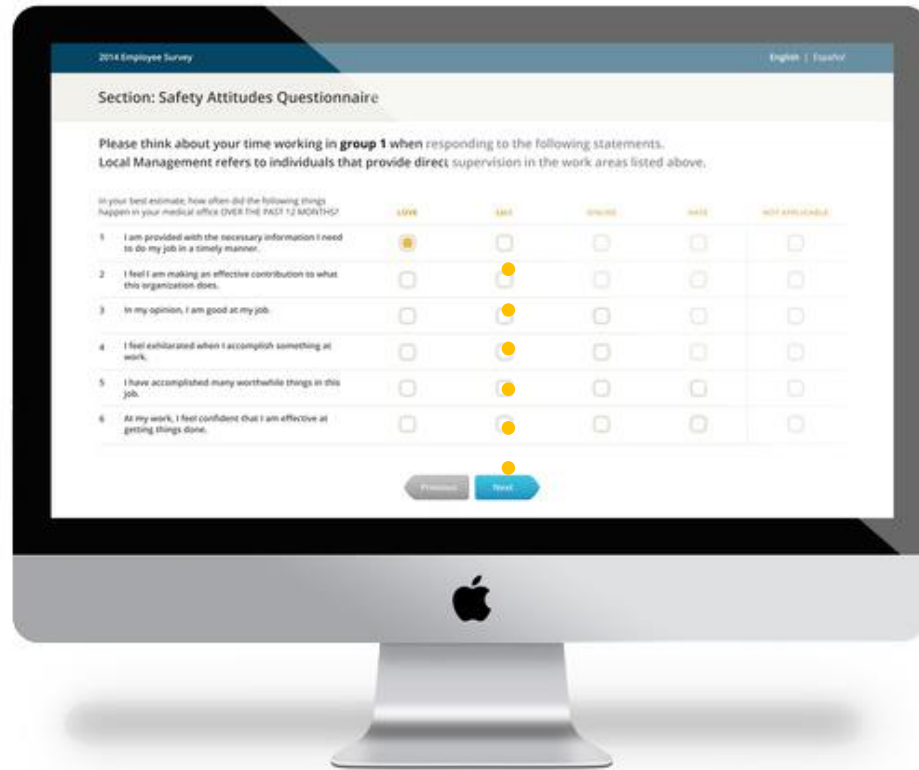 2014 Employee Survey
English | Español
Section: Safety Attitudes Questionnaire
Please think about your time working in group 1 when responding to the following statements.
Local Management refers to individuals that provide direct supervision in the work areas listed above.
In your best estimate, how often did the following things
happen in your medical office OVER THE PAST 12 MONTHS?
LOVE HATE NOT APPLICABLE
1 I am provided with the necessary information I need
to do my job in a timely manner.
2 I feel I am making an effective contribution to what
this organization does.
3 In my opinion, I am good at my job.
4 I feel exhilarated when I accomplish something at
work.
5 I have accomplished many worthwhile things in this
job.
6 At my work, I feel confident that I am effective at
getting things done.
Previous Next